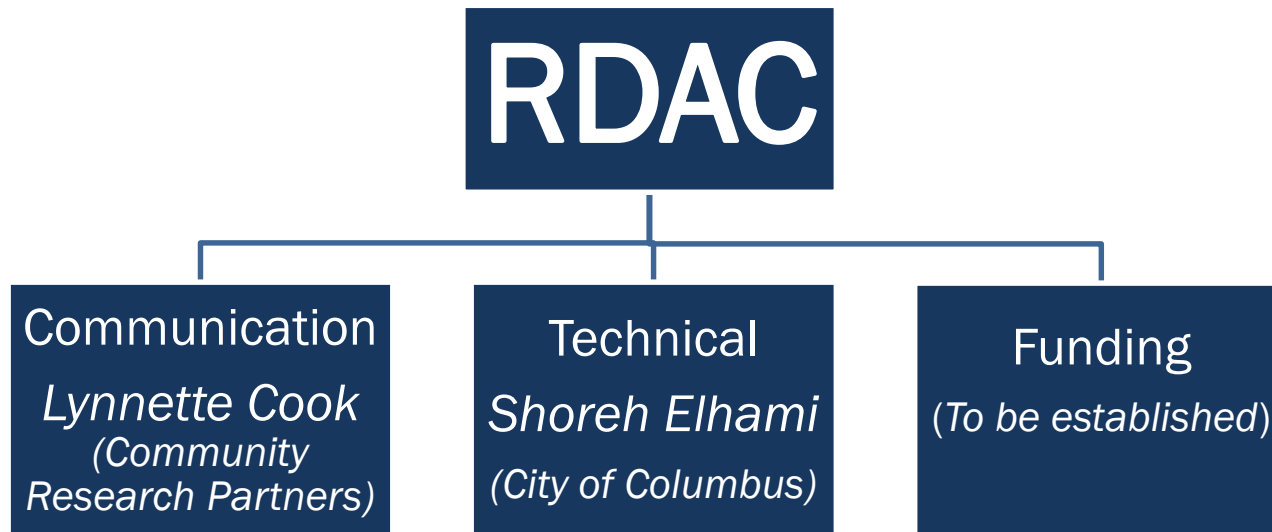 RDAC
Communication
Lynnette Cook
(Community
Research Partners)
Technical
Shoreh Elhami
(City of Columbus)
Funding
(To be established)